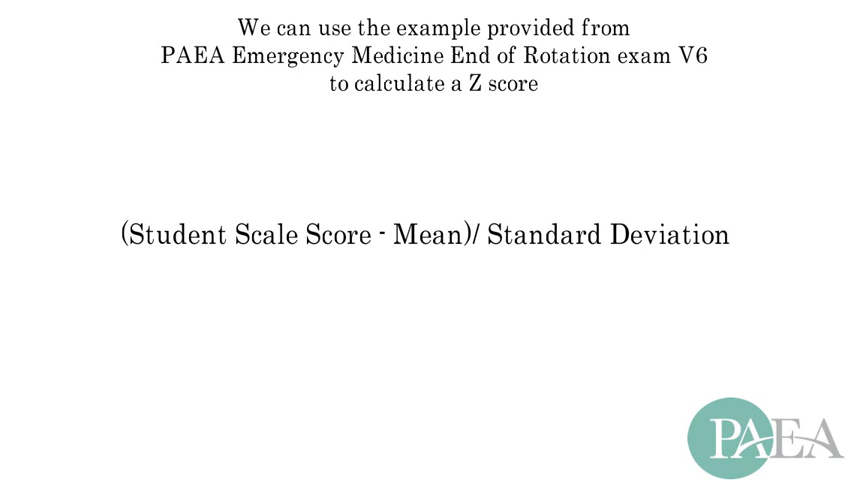 We can use the example provided from
PAEA Emergency Medicine End of Rotation exam V6
to calculate a Z score
(Student Scale Score - Mean)/ Standard Deviation
PAEA